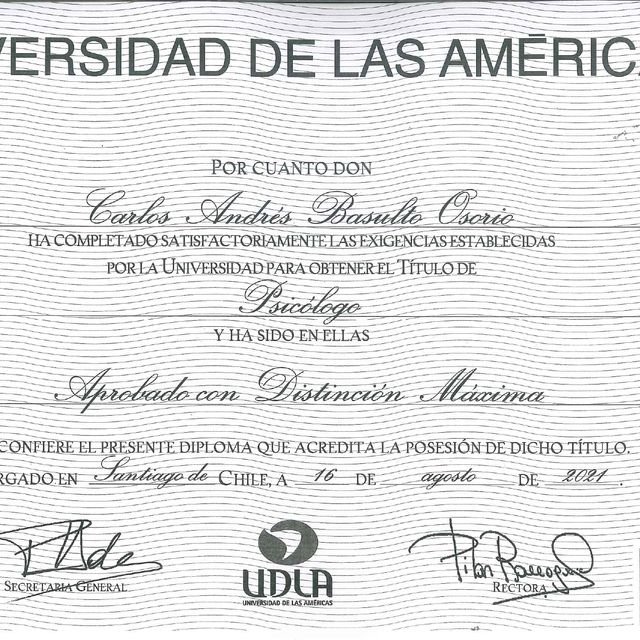 VERSIDAD DE LAS AMÉRIC
POR CUANTO DON
Carlos Andrés Basulto Osorio
HA COMPLETADO SATISFACTORIAMENTE LAS EXIGENCIAS ESTABLECIDAS
POR LA UNIVERSIDAD PARA OBTENER EL TÍTULO DE
Psicólogo
Y HA SIDO EN ELLAS
Aprobado con Distinción Máxima
CONFIERE EL PRESENTE DIPLOMA QUE ACREDITA LA POSESIÓN DE DICHO TÍTULO.
RGADO EN Santiago de CHILE, A 16 DE agosto DE 2021.
SECRETARIA GENERAL
UDLA
UNIVERSIDAD DE LAS AMÉRICAS
RECTORA